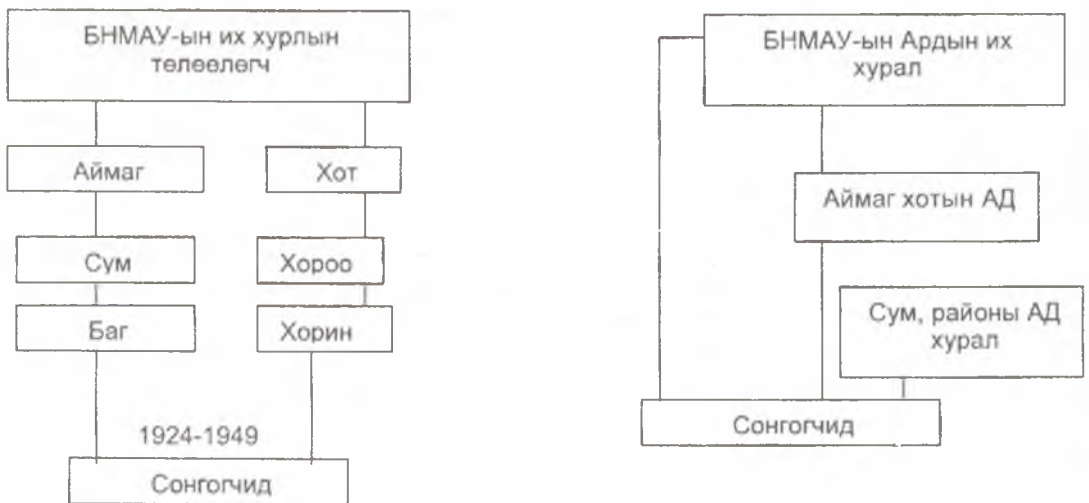 БНМАУ-ын их хурлын
төлөөлөгч
Аймаг
Хот
Сум
Хороо
Баг
Хорин
1924-1949
Сонгогчид
БНМАУ-ын Ардын их
хурал
Аймаг хотын АД
Сум, районы АД
хурал
Сонгогчид